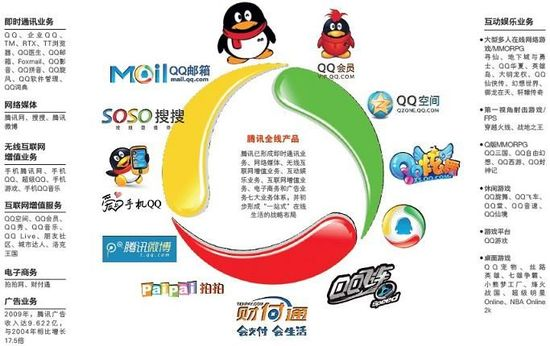 即时通讯业务
QQ、企业QQ、
TM、RTX、TT浏览
器、QQ医生、QQ邮
箱、Foxmail、QQ影
音、QQ拼音、QQ旋
风、QQ软件管理、
QQ词典
网络媒体
腾讯网、搜搜、腾讯
微博
无线互联网
增值业务
手机腾讯网、手机
QQ、超级QQ、手机
游戏、手机QQ音乐
互联网增值服务
QQ空间、QQ会员、
QQ秀、QQ音乐、
QQ Live、朋友社
区、城市达人、洛克
王国
电子商务
拍拍网、财付通
广告业务
2009年，腾讯广告
收入达9.622亿，
与2004年相比增长
17.5倍
Mail QQ邮箱
mail.qq.com
SOSO 搜搜
爱
手机QQ
腾讯微博
t.qq.com
PaiPai 拍拍
TENPAY.COM
财付通
会支付 会生活
QQ飞车
Speed
QQ炫舞
QQ空间
QZONE.QQ.COM
QQ会员
VIP.QQ.COM
腾讯全线产品
腾讯已形成即时通讯业
务、网络媒体、无线互
联网增值业务、互动娱
乐业务、互联网增值业
务、电子商务和广告业
务七大业务体系，并初
步形成了“一站式”在线
生活的战略布局
互动娱乐业务
●大型多人在线网络游
戏/MMORPG
寻仙、地下城与勇
士、QQ华夏、英雄
岛、大明龙权、QQ
仙侠传、幻想世界、
御龙在天、轩辕传奇
●第一视角射击游戏/
FPS
穿越火线、战地之王
●Q版MMORPG
QQ三国、QQ自由幻
想、QQ西游、QQ封
神记
●休闲游戏
QQ炫舞、QQ飞车、
QQ堂、QQ音速、
QQ仙境
●游戏平台
QQ游戏
●桌面游戏
QQ宠物、丝路
英雄、七雄争霸、
小熊梦工厂、烽火
战国、超级明星
Online、NBA Online
2k